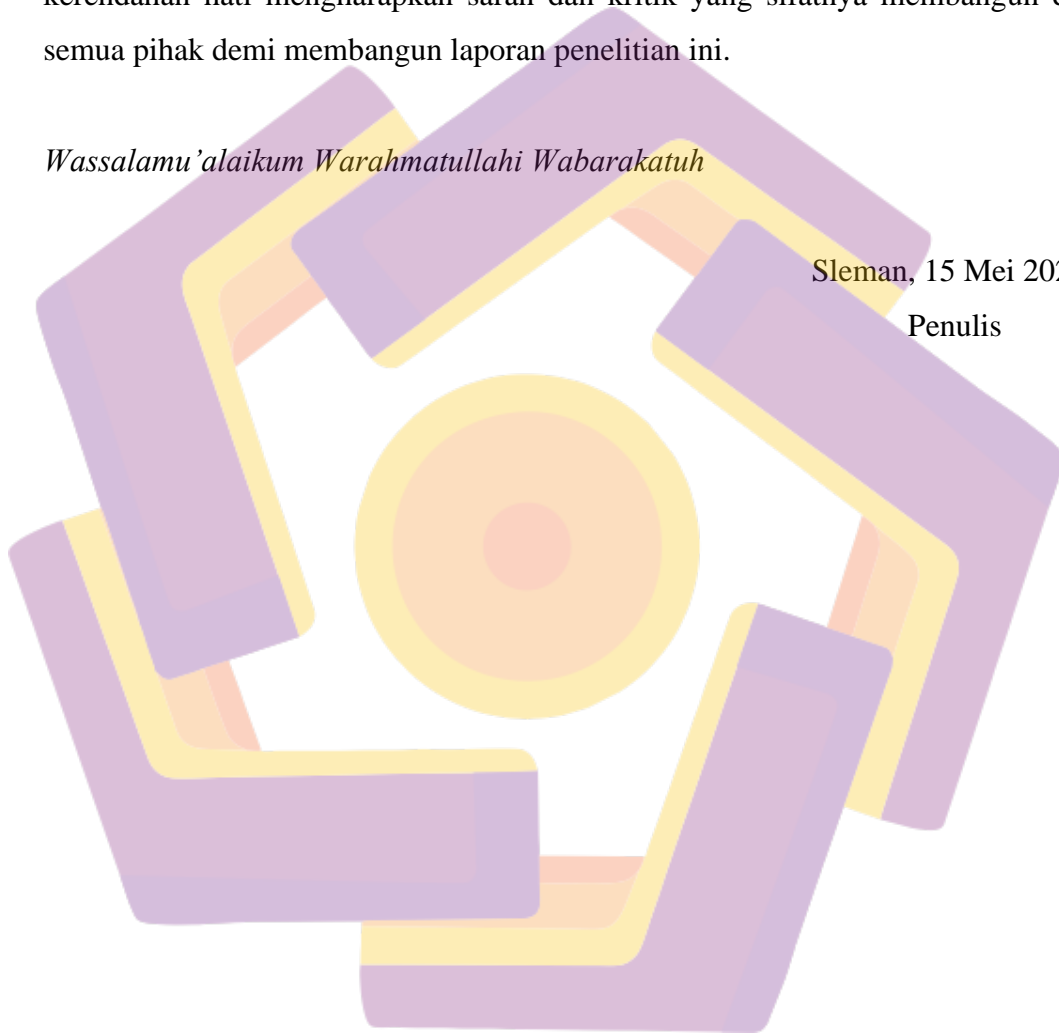 kerendahan hati mengharapkan saran dan kritik yang sifatnya membangun
semua pihak demi membangun laporan penelitian ini.
Wassalamu’alaikum Warahmatullahi Wabarakatuh
Sleman, 15 Mei
Penulis